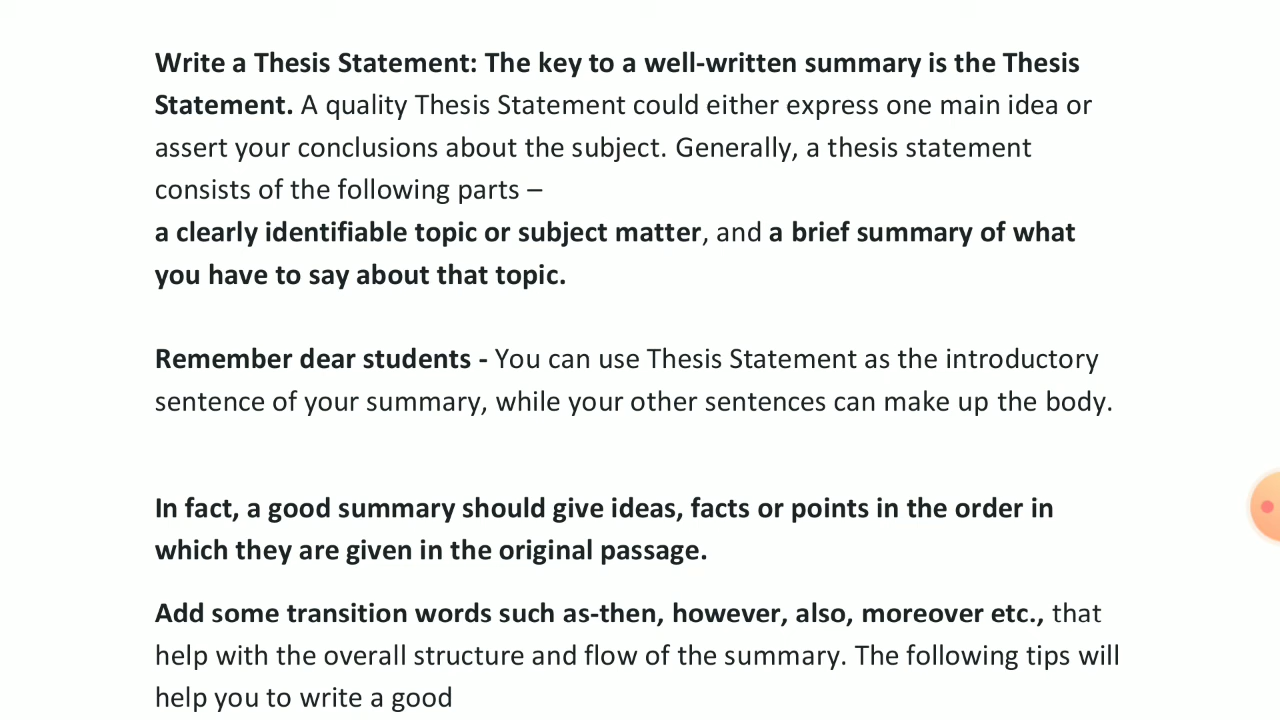 Write a Thesis Statement: The key to a well-written summary is the Thesis
Statement. A quality Thesis Statement could either express one main idea or
assert your conclusions about the subject. Generally, a thesis statement
consists of the following parts –
a clearly identifiable topic or subject matter, and a brief summary of what
you have to say about that topic.
Remember dear students - You can use Thesis Statement as the introductory
sentence of your summary, while your other sentences can make up the body.
In fact, a good summary should give ideas, facts or points in the order in
which they are given in the original passage.
Add some transition words such as-then, however, also, moreover etc., that
help with the overall structure and flow of the summary. The following tips will
help you to write a good